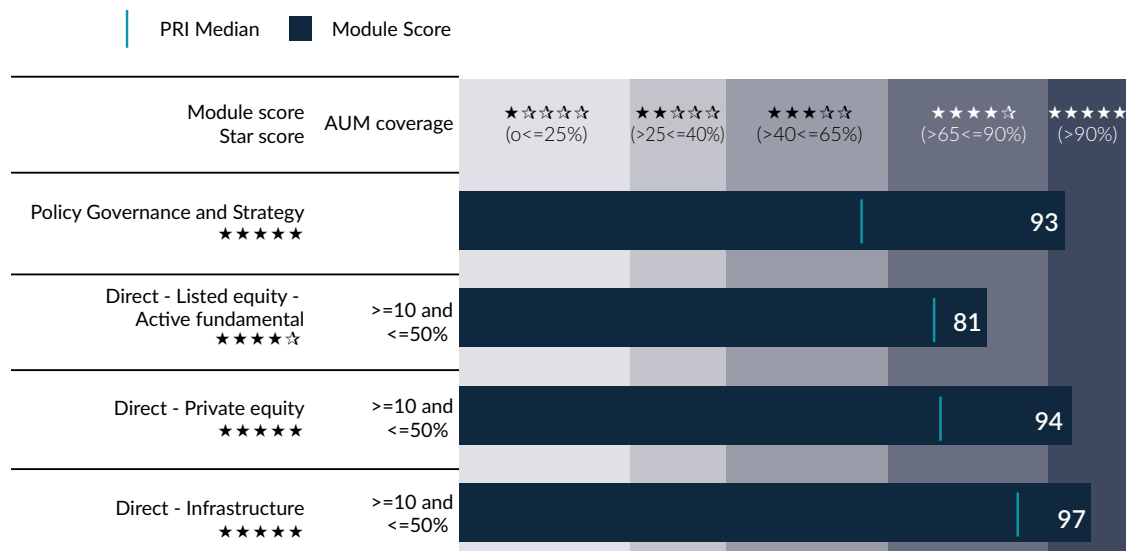 PRI Median
Module Score
Module score
Star score
AUM coverage
★☆☆☆☆
(o<=25%)
★★☆☆☆
(>25<=40%)
★★★☆☆
(>40<=65%)
★★★★☆
(>65<=90%)
★★★★★
(>90%)
Policy Governance and Strategy
★★★★★
93
Direct - Listed equity -
Active fundamental
★★★★☆
>=10 and
<=50%
81
Direct - Private equity
★★★★★
>=10 and
<=50%
94
Direct - Infrastructure
★★★★★
>=10 and
<=50%
97